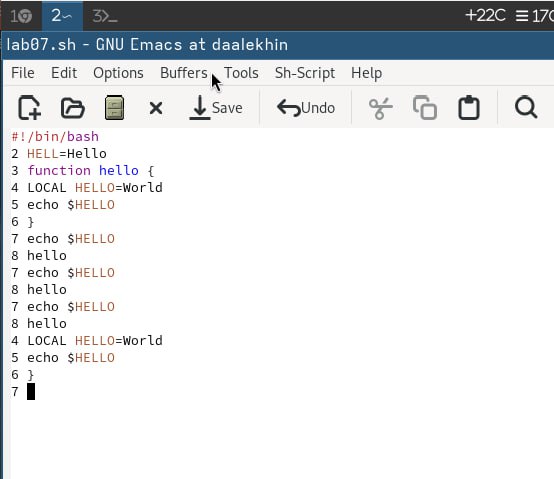 1 2 3 +22C 170
lab07.sh - GNU Emacs at daalekhin
File Edit Options Buffers Tools Sh-Script Help
Save Undo
#!/bin/bash
2 HELL=Hello
3 function hello {
4 LOCAL HELLO=World
5 echo $HELLO
6 }
7 echo $HELLO
8 hello
7 echo $HELLO
8 hello
7 echo $HELLO
8 hello
4 LOCAL HELLO=World
5 echo $HELLO
6 }
7